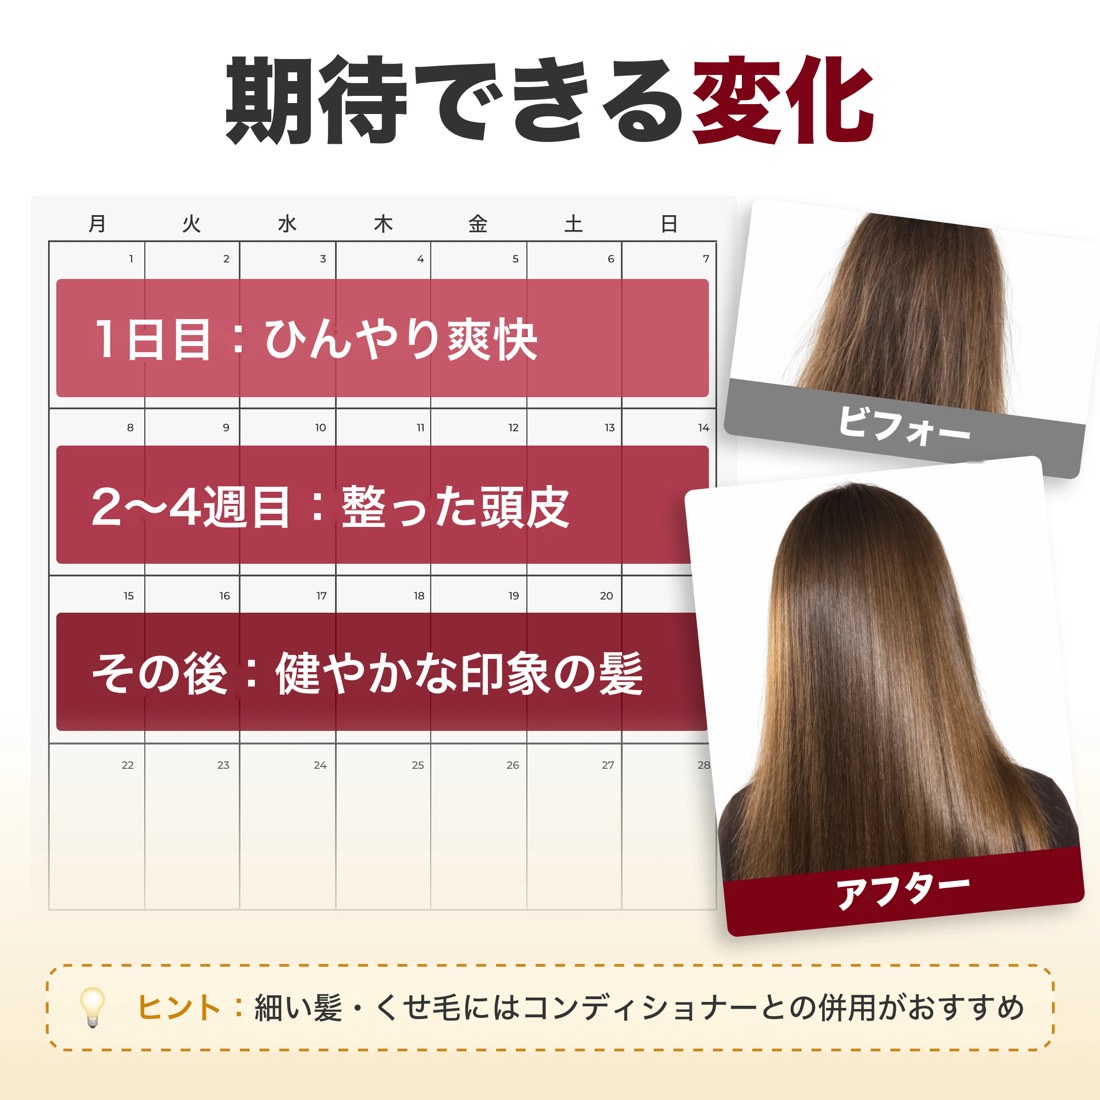 期待できる変化
月 火 水 木 金 土 日
1 2 3 4 5 6 7
1日目：ひんやり爽快
8 9 10 11 12 13 14
2〜4週目：整った頭皮
15 16 17 18 19 20
その後：健やかな印象の髪
22 23 24 25 26 27 28
ビフォー
アフター
ヒント：細い髪・くせ毛にはコンディショナーとの併用がおすすめ